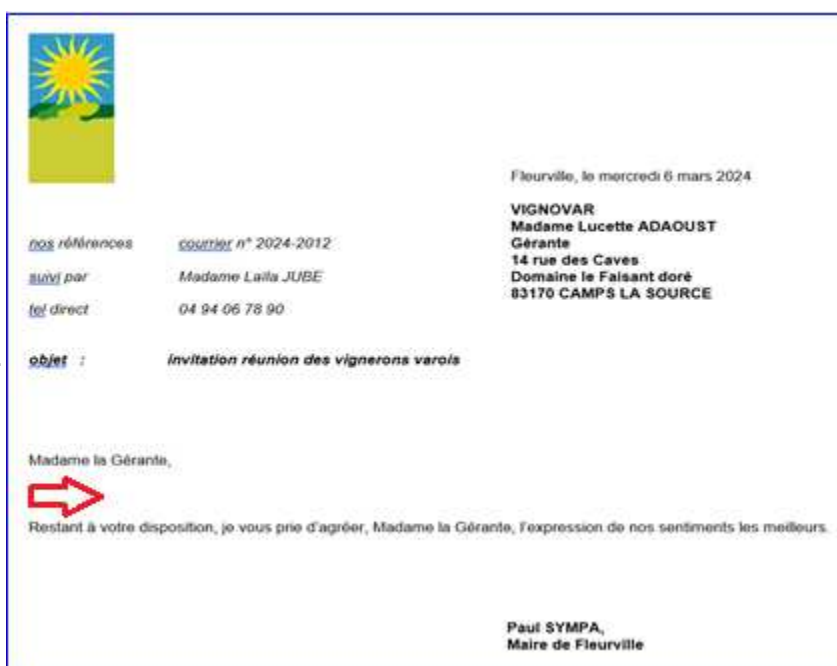 Fleurville, le mercredi 6 mars 2024
VIGNOVAR
Madame Lucette ADAOUST
Gérante
14 rue des Caves
Domaine le Faisant doré
83170 CAMPS LA SOURCE
nos références courrier n° 2024-2012
suivi par Madame Laila JUBE
tel direct 04 94 06 78 90
objet : invitation réunion des vignerons varois
Madame la Gérante,
Restant à votre disposition, je vous prie d'agréer, Madame la Gérante, l'expression de nos sentiments les meilleurs.
Paul SYMPA,
Maire de Fleurville